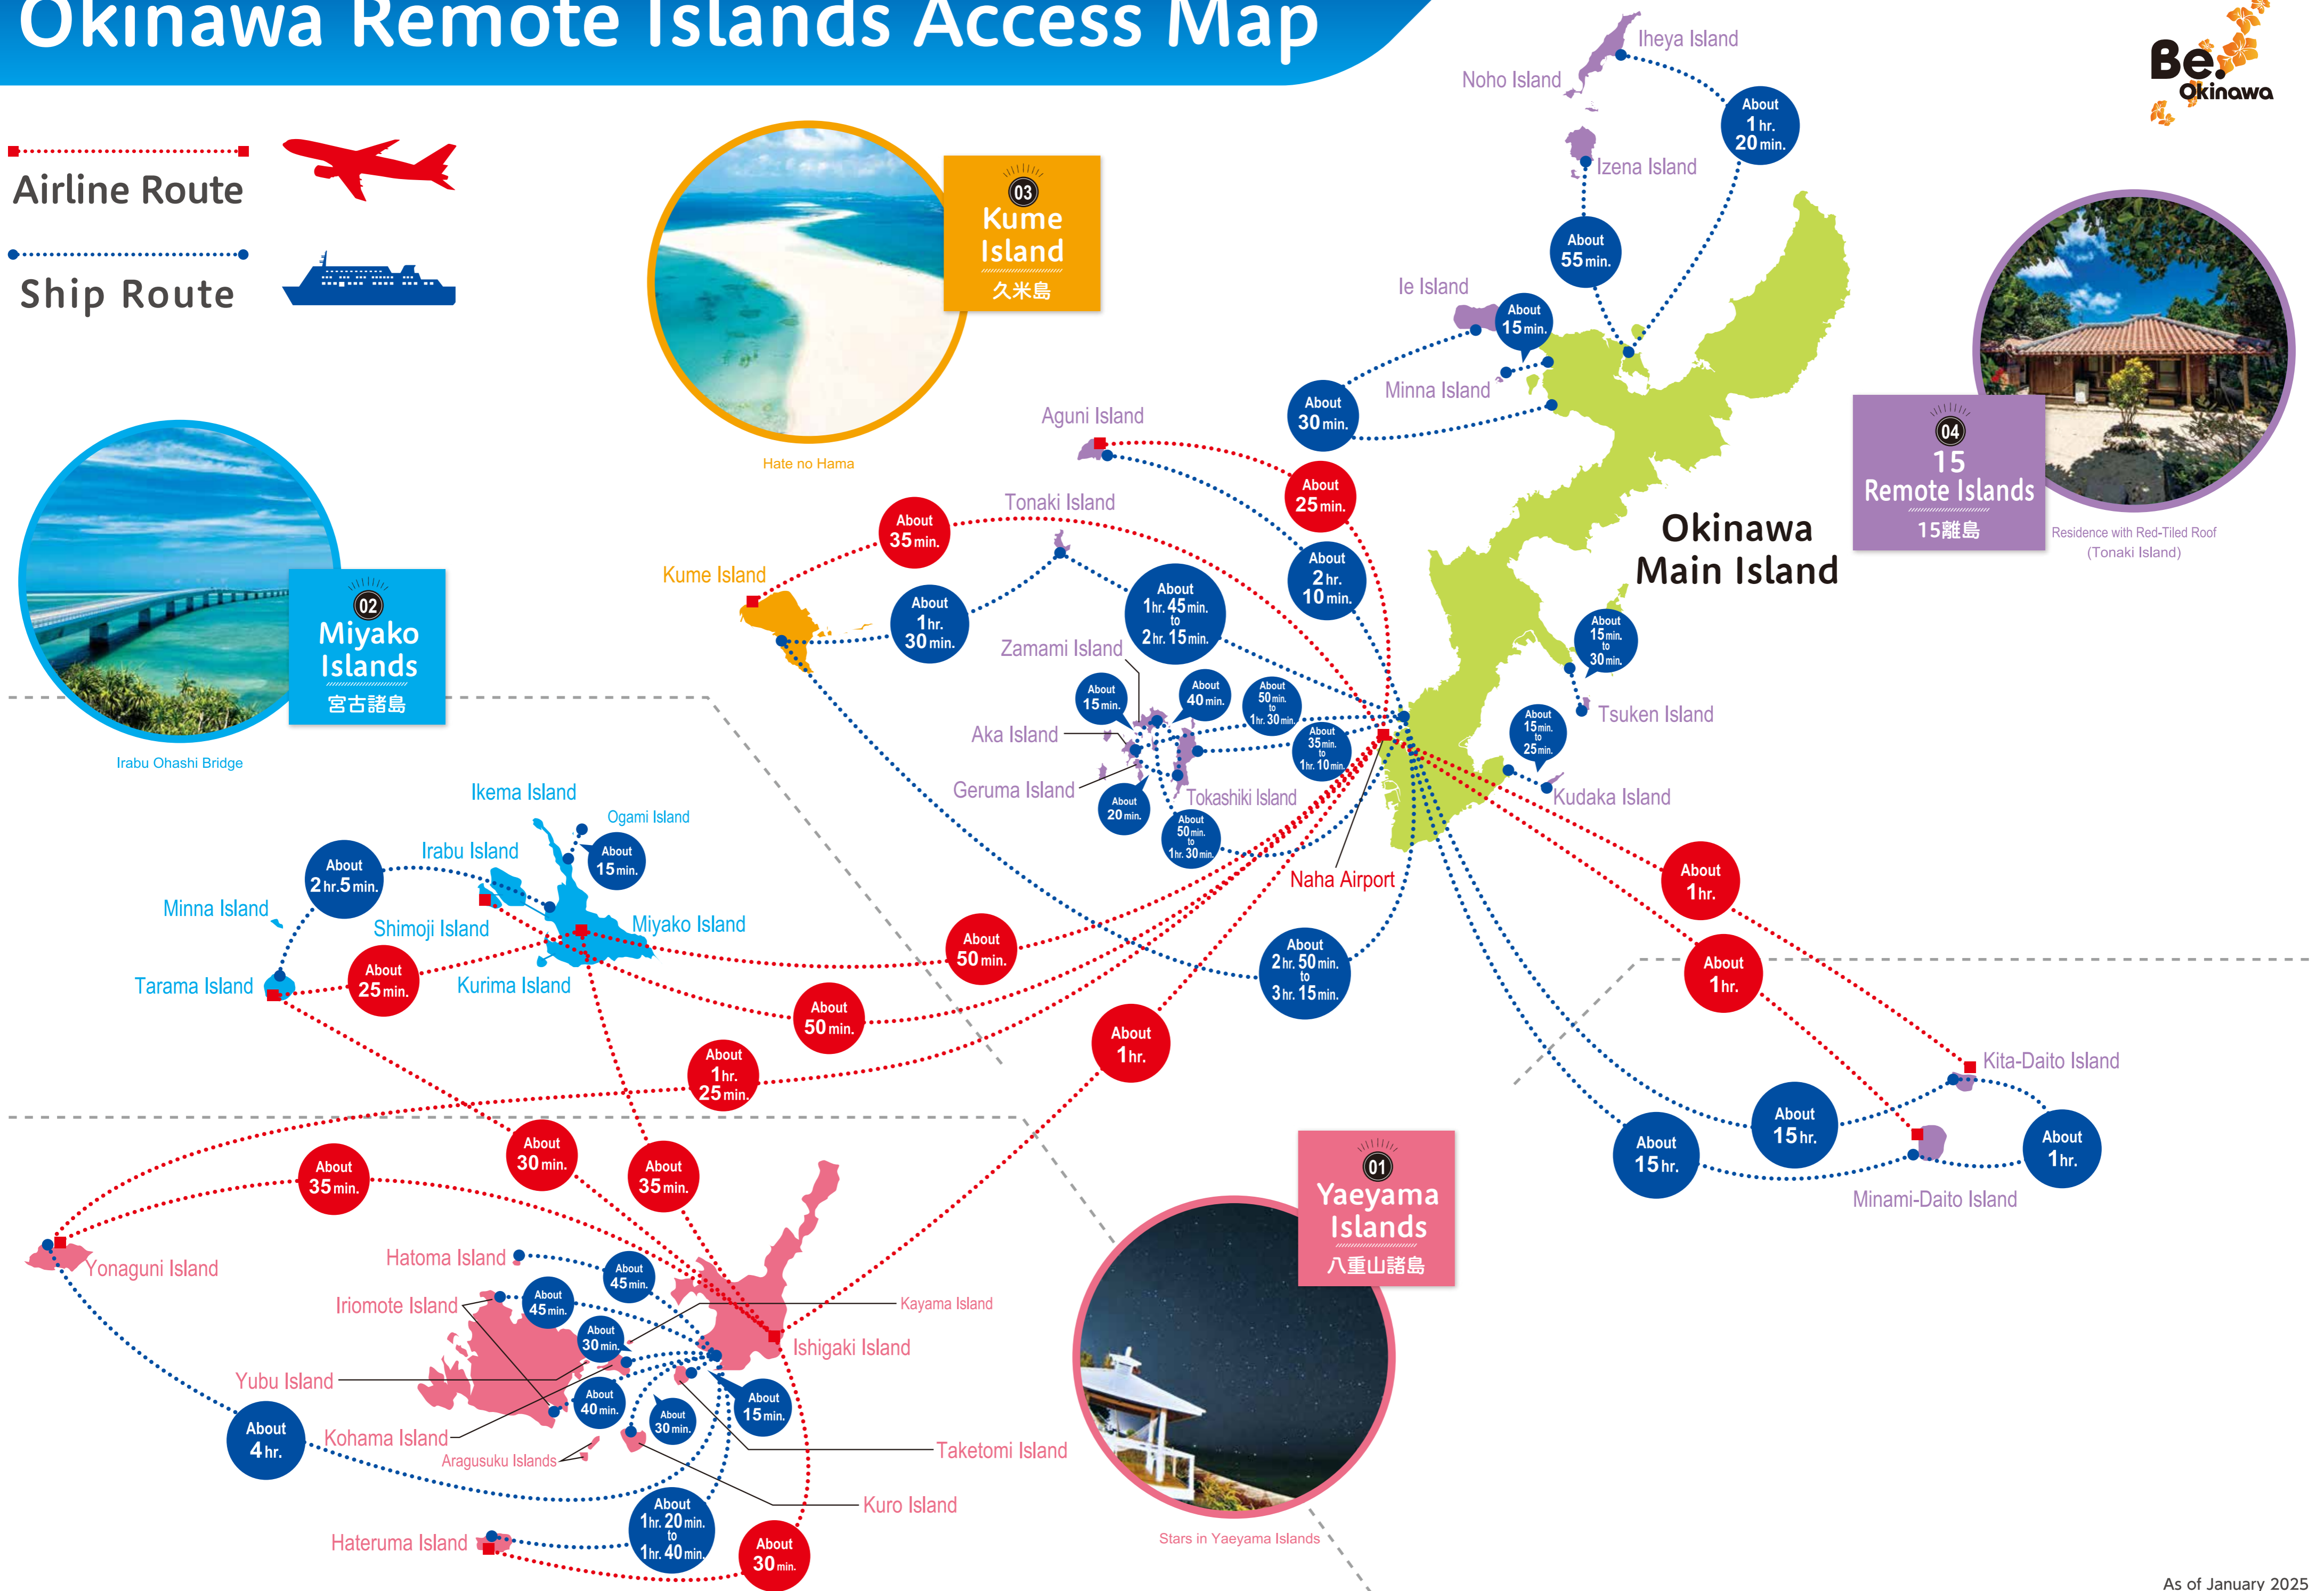 Okinawa Remote Islands Access Map
Be.
Okinawa
Airline Route
Ship Route
03
Kume
Island
久米島
Hate no Hama
02
Miyako
Islands
宮古諸島
Irabu Ohashi Bridge
04
15
Remote Islands
15離島
Residence with Red-Tiled Roof
(Tonaki Island)
Iheya Island
Noho Island
About
1 hr.
20 min.
Izena Island
About
55 min.
Ie Island
About
15 min.
Minna Island
About
30 min.
Aguni Island
About
25 min.
Tonaki Island
About
35 min.
Okinawa
Main Island
About
2 hr.
10 min.
Kume Island
About
1 hr.
30 min.
About
1 hr. 45 min.
to
2 hr. 15 min.
Zamami Island
About
15 min.
to
30 min.
About
15 min.
About
40 min.
About
50 min.
to
1 hr. 30 min.
Tsuken Island
Aka Island
About
35 min.
to
1 hr. 10 min.
About
15 min.
to
25 min.
Geruma Island
Tokashiki Island
Kudaka Island
About
20 min.
About
50 min.
to
1 hr. 30 min.
Naha Airport
Ikema Island
Ogami Island
About
15 min.
Irabu Island
About
2 hr. 5 min.
Minna Island
Shimoji Island
Miyako Island
Tarama Island
About
25 min.
Kurima Island
About
50 min.
About
50 min.
About
1 hr.
25 min.
About
1 hr.
About
2 hr. 50 min.
to
3 hr. 15 min.
About
1 hr.
About
1 hr.
Kita-Daito Island
About
15 hr.
About
15 hr.
About
1 hr.
Minami-Daito Island
About
30 min.
About
35 min.
About
35 min.
01
Yaeyama
Islands
八重山諸島
Stars in Yaeyama Islands
Yonaguni Island
Hatoma Island
About
45 min.
Iriomote Island
About
45 min.
Kayama Island
About
30 min.
Ishigaki Island
Yubu Island
About
40 min.
About
30 min.
About
15 min.
About
4 hr.
Kohama Island
Aragusuku Islands
Taketomi Island
Kuro Island
Hateruma Island
About
1 hr. 20 min.
to
1 hr. 40 min.
About
30 min.
As of January 2025